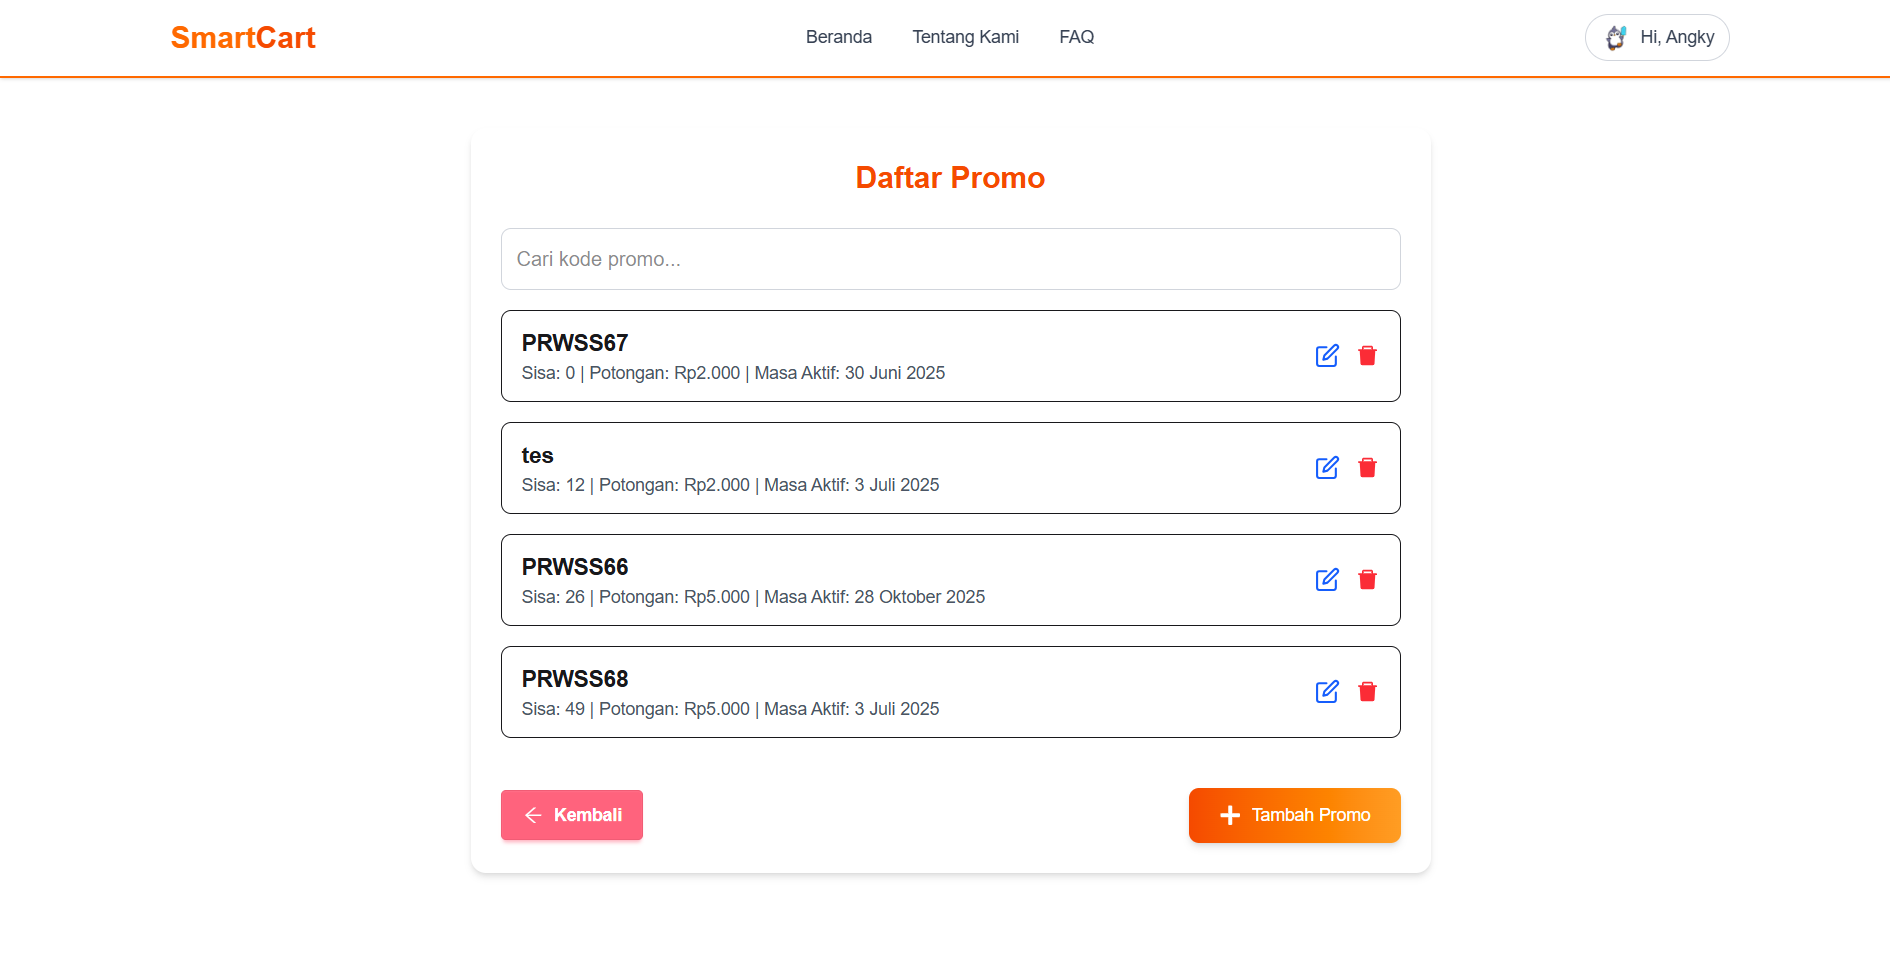 SmartCart
Beranda
Tentang Kami
FAQ
Hi, Angky
Daftar Promo
Cari kode promo...
PRWSS67
Sisa: 0 | Potongan: Rp2.000 | Masa Aktif: 30 Juni 2025
tes
Sisa: 12 | Potongan: Rp2.000 | Masa Aktif: 3 Juli 2025
PRWSS66
Sisa: 26 | Potongan: Rp5.000 | Masa Aktif: 28 Oktober 2025
PRWSS68
Sisa: 49 | Potongan: Rp5.000 | Masa Aktif: 3 Juli 2025
Kembali
Tambah Promo